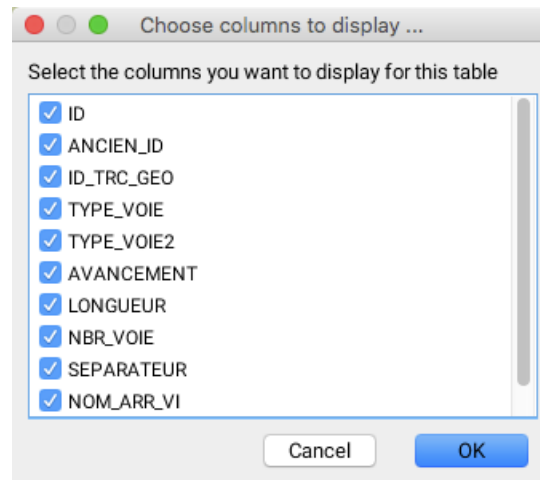 Choose columns to display ...
Select the columns you want to display for this table
ID
ANCIEN_ID
ID_TRC_GEO
TYPE_VOIE
TYPE_VOIE2
AVANCEMENT
LONGUEUR
NBR_VOIE
SEPARATEUR
NOM_ARR_VI
Cancel OK